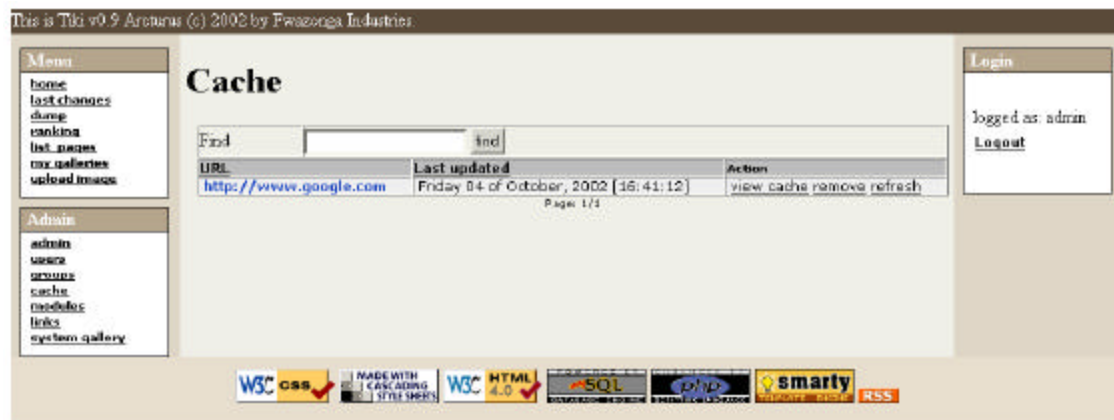 This is Tiki v0.9 Arcturus (c) 2002 by Fwazonga Industries.
Menu
home
last changes
dump
ranking
list pages
my galleries
upload image
Admin
admin
users
groups
cache
modules
links
system gallery
Cache
Find find
URL Last updated Action
http://www.google.com Friday 04 of October, 2002 [16:41:12] view cache remove refresh
Page: 1/1
Login
logged as: admin
Logout
W3C css
MADE WITH
CASCADING
STYLE SHEETS
W3C HTML
4.0
SQL
DATABASE ENGINE
php
smarty
RSS